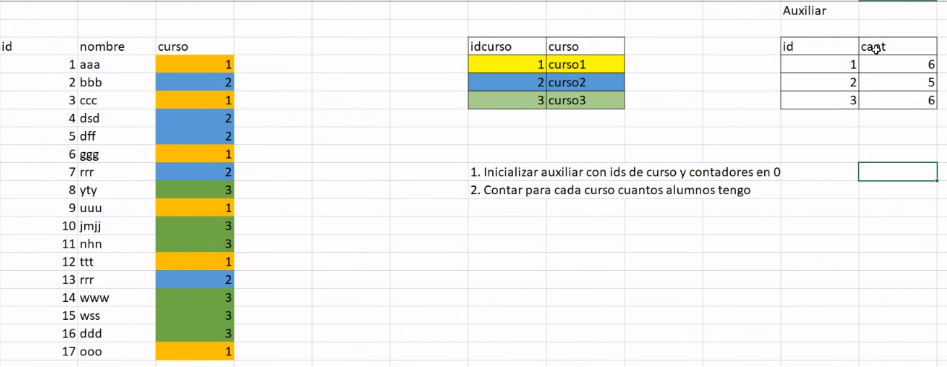 Auxiliar
id nombre curso idcurso curso id cant
1 aaa 1 1 curso1 1 6
2 bbb 2 2 curso2 2 5
3 ccc 1 3 curso3 3 6
4 dsd 2
5 dff 2
6 ggg 1
7 rrr 2 1. Inicializar auxiliar con ids de curso y contadores en 0
8 yty 3 2. Contar para cada curso cuantos alumnos tengo
9 uuu 1
10 jmjj 3
11 nhn 3
12 ttt 1
13 rrr 2
14 www 3
15 wss 3
16 ddd 3
17 ooo 1